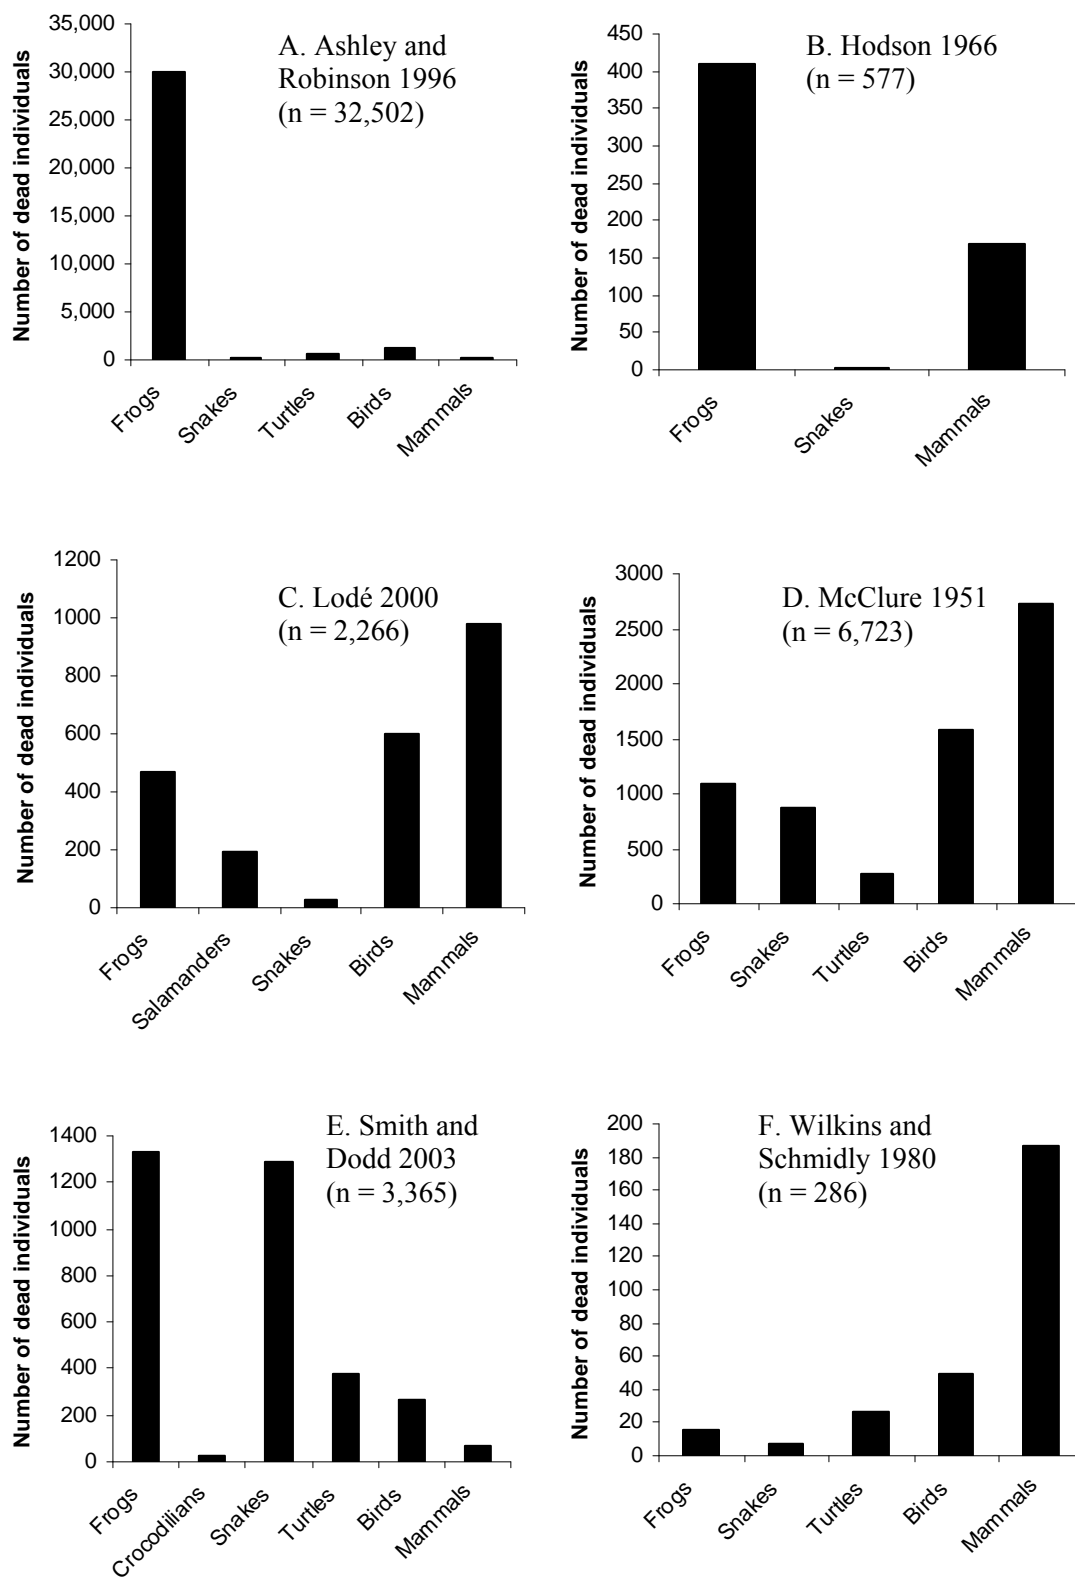 A. Ashley and
Robinson 1996
(n = 32,502)
Number of dead individuals
35,000
30,000
25,000
20,000
15,000
10,000
5,000
0
Frogs
Snakes
Turtles
Birds
Mammals
B. Hodson 1966
(n = 577)
Number of dead individuals
450
400
350
300
250
200
150
100
50
0
Frogs
Snakes
Mammals
C. Lodé 2000
(n = 2,266)
Number of dead individuals
1200
1000
800
600
400
200
0
Frogs
Salamanders
Snakes
Birds
Mammals
D. McClure 1951
(n = 6,723)
Number of dead individuals
3000
2500
2000
1500
1000
500
0
Frogs
Snakes
Turtles
Birds
Mammals
E. Smith and
Dodd 2003
(n = 3,365)
Number of dead individuals
1400
1200
1000
800
600
400
200
0
Frogs
Crocodilians
Snakes
Turtles
Birds
Mammals
F. Wilkins and
Schmidly 1980
(n = 286)
Number of dead individuals
200
180
160
140
120
100
80
60
40
20
0
Frogs
Snakes
Turtles
Birds
Mammals